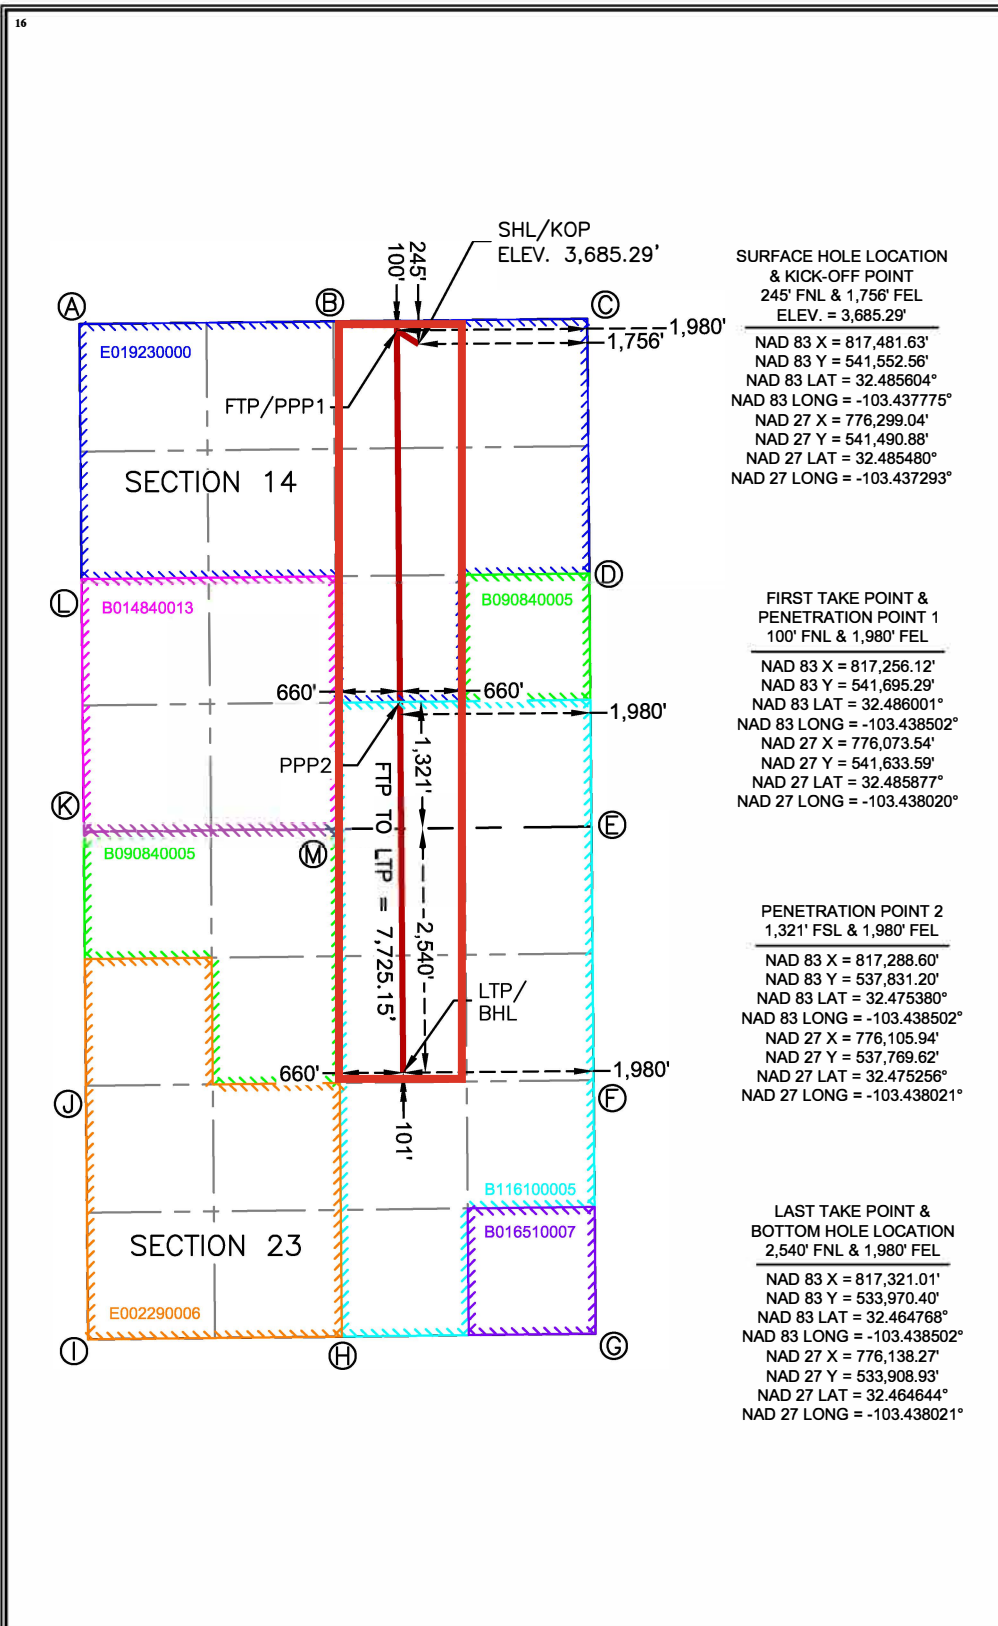 16
SHL/KOP
ELEV. 3,685.29'
245'
100'
A
B
C
1,980'
1,756'
E019230000
FTP/PPP1
SECTION 14
D
L
B014840013
B090840005
660'
660'
1,980'
PPP2
1,321'
FTP TO LTP = 7,725.15'
K
E
M
B090840005
2,540'
LTP/
BHL
660'
1,980'
J
F
101'
B116100005
SECTION 23
B016510007
E002290006
I
H
G
SURFACE HOLE LOCATION
& KICK-OFF POINT
245' FNL & 1,756' FEL
ELEV. = 3,685.29'
NAD 83 X = 817,481.63'
NAD 83 Y = 541,552.56'
NAD 83 LAT = 32.485604°
NAD 83 LONG = -103.437775°
NAD 27 X = 776,299.04'
NAD 27 Y = 541,490.88'
NAD 27 LAT = 32.485480°
NAD 27 LONG = -103.437293°
FIRST TAKE POINT &
PENETRATION POINT 1
100' FNL & 1,980' FEL
NAD 83 X = 817,256.12'
NAD 83 Y = 541,695.29'
NAD 83 LAT = 32.486001°
NAD 83 LONG = -103.438502°
NAD 27 X = 776,073.54'
NAD 27 Y = 541,633.59'
NAD 27 LAT = 32.485877°
NAD 27 LONG = -103.438020°
PENETRATION POINT 2
1,321' FSL & 1,980' FEL
NAD 83 X = 817,288.60'
NAD 83 Y = 537,831.20'
NAD 83 LAT = 32.475380°
NAD 83 LONG = -103.438502°
NAD 27 X = 776,105.94'
NAD 27 Y = 537,769.62'
NAD 27 LAT = 32.475256°
NAD 27 LONG = -103.438021°
LAST TAKE POINT &
BOTTOM HOLE LOCATION
2,540' FNL & 1,980' FEL
NAD 83 X = 817,321.01'
NAD 83 Y = 533,970.40'
NAD 83 LAT = 32.464768°
NAD 83 LONG = -103.438502°
NAD 27 X = 776,138.27'
NAD 27 Y = 533,908.93'
NAD 27 LAT = 32.464644°
NAD 27 LONG = -103.438021°